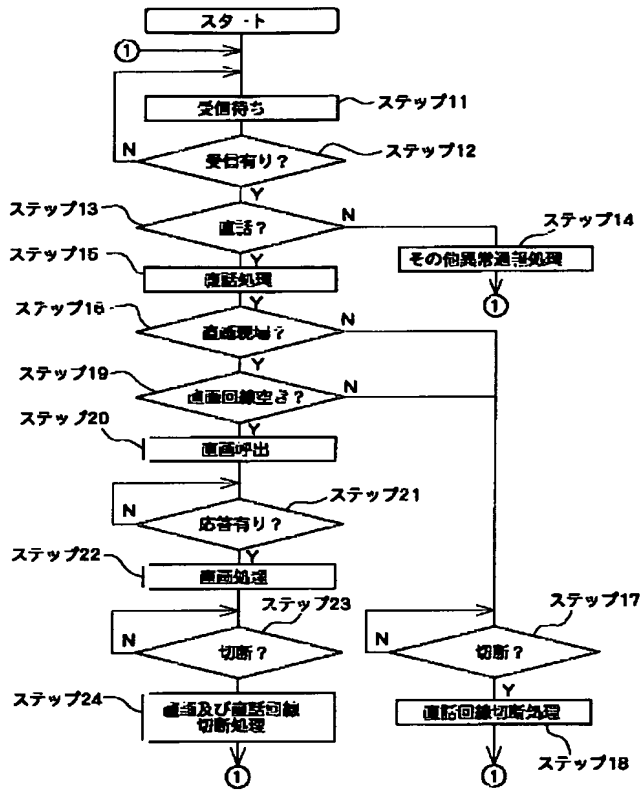 スタート
①
受信待ち
ステップ11
N
受信有り？
ステップ12
Y
ステップ13
直話？
N
ステップ14
ステップ15
Y
その他異常通報処理
直話処理
①
ステップ16
Y
直画現場？
N
ステップ19
Y
直画回線空き？
N
ステップ20
Y
直画呼出
ステップ21
N
応答有り？
ステップ22
Y
直画処理
ステップ23
ステップ17
N
切断？
N
切断？
ステップ24
Y
直画及び直話回線
切断処理
直話回線切断処理
①
①
ステップ18